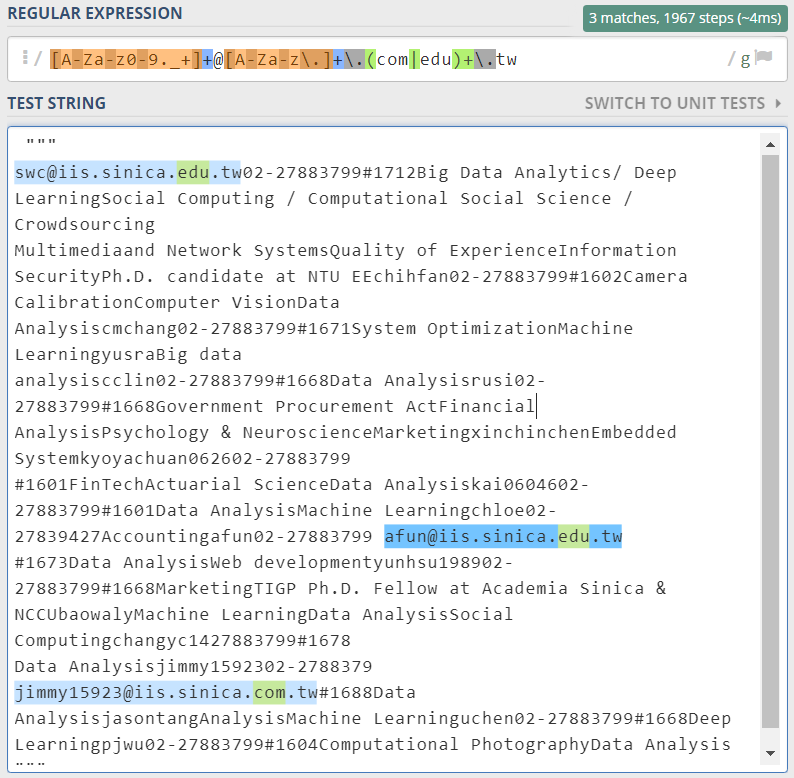 REGULAR EXPRESSION
3 matches, 1967 steps (~4ms)
/ [A-Za-z0-9._+]+@[A-Za-z\.]+\.(com|edu)+\.tw / g
TEST STRING
SWITCH TO UNIT TESTS
"""
swc@iis.sinica.edu.tw02-27883799#1712Big Data Analytics/ Deep
LearningSocial Computing / Computational Social Science /
Crowdsourcing
Multimediaand Network SystemsQuality of ExperienceInformation
SecurityPh.D. candidate at NTU EEchihfan02-27883799#1602Camera
CalibrationComputer VisionData
Analysiscmchang02-27883799#1671System OptimizationMachine
LearningyusraBig data
analysiscclin02-27883799#1668Data Analysisrusi02-
27883799#1668Government Procurement ActFinancial
AnalysisPsychology & NeuroscienceMarketingxinchinchenEmbedded
Systemkyoyachuan062602-27883799
#1601FinTechActuarial ScienceData Analysiskai0604602-
27883799#1601Data AnalysisMachine Learningchloe02-
27839427Accountingafun02-27883799 afun@iis.sinica.edu.tw
#1673Data AnalysisWeb developmentyunhsu198902-
27883799#1668MarketingTIGP Ph.D. Fellow at Academia Sinica &
NCCUbaowalyMachine LearningData AnalysisSocial
Computingchangyc1427883799#1678
Data Analysisjimmy1592302-2788379
jimmy15923@iis.sinica.com.tw#1688Data
AnalysisjasontangAnalysisMachine Learninguchen02-27883799#1668Deep
Learningpjwu02-27883799#1604Computational PhotographyData Analysis
"""